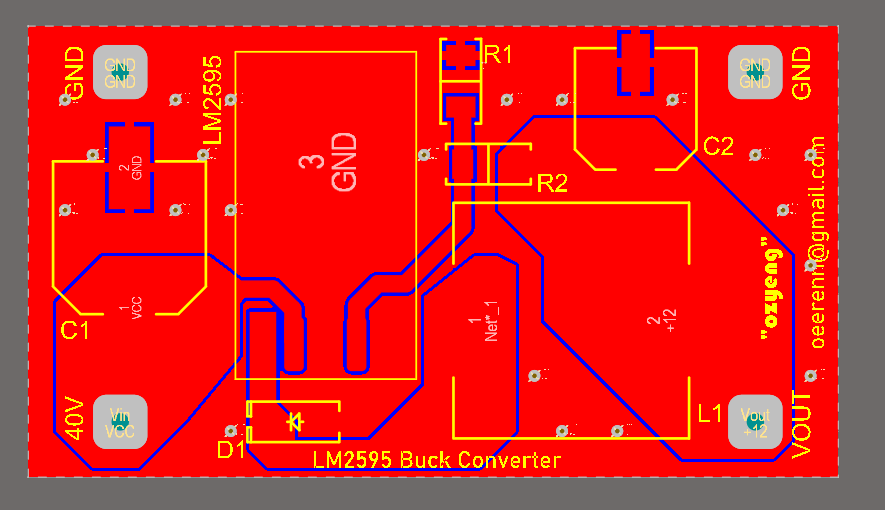 GND
GND
GND
LM2595
3
GND
R1
C2
GND
GND
GND
2
GND
R2
oeerenn@gmail.com
"ozyeng"
C1
1
VCC
1
Net*_1
2
+12
40V
Vin
VCC
D1
LM2595 Buck Converter
L1
Vout
+12
VOUT